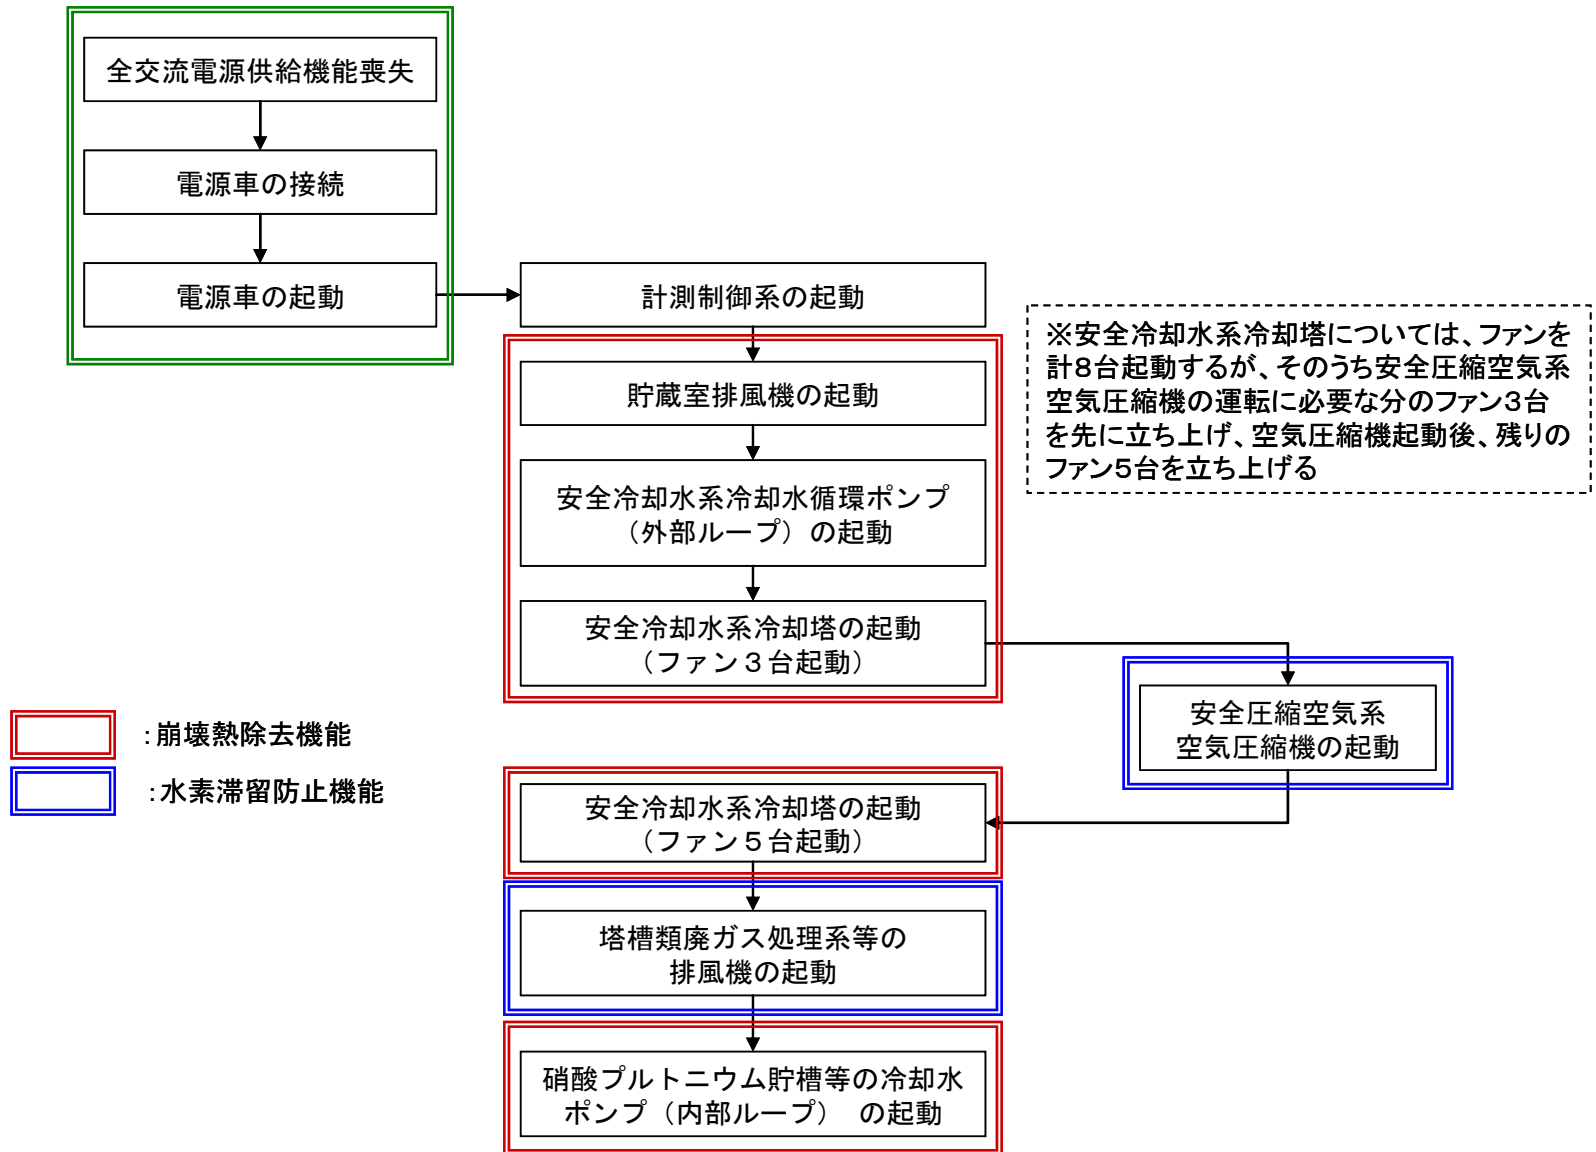 全交流電源供給機能喪失
電源車の接続
電源車の起動
計測制御系の起動
貯蔵室排風機の起動
安全冷却水系冷却水循環ポンプ
（外部ループ）の起動
安全冷却水系冷却塔の起動
（ファン３台起動）
※安全冷却水系冷却塔については、ファンを
計８台起動するが、そのうち安全圧縮空気系
空気圧縮機の運転に必要な分のファン３台
を先に立ち上げ、空気圧縮機起動後、残りの
ファン５台を立ち上げる
安全圧縮空気系
空気圧縮機の起動
：崩壊熱除去機能
：水素滞留防止機能
安全冷却水系冷却塔の起動
（ファン５台起動）
塔槽類廃ガス処理系等の
排風機の起動
硝酸プルトニウム貯槽等の冷却水
ポンプ（内部ループ） の起動